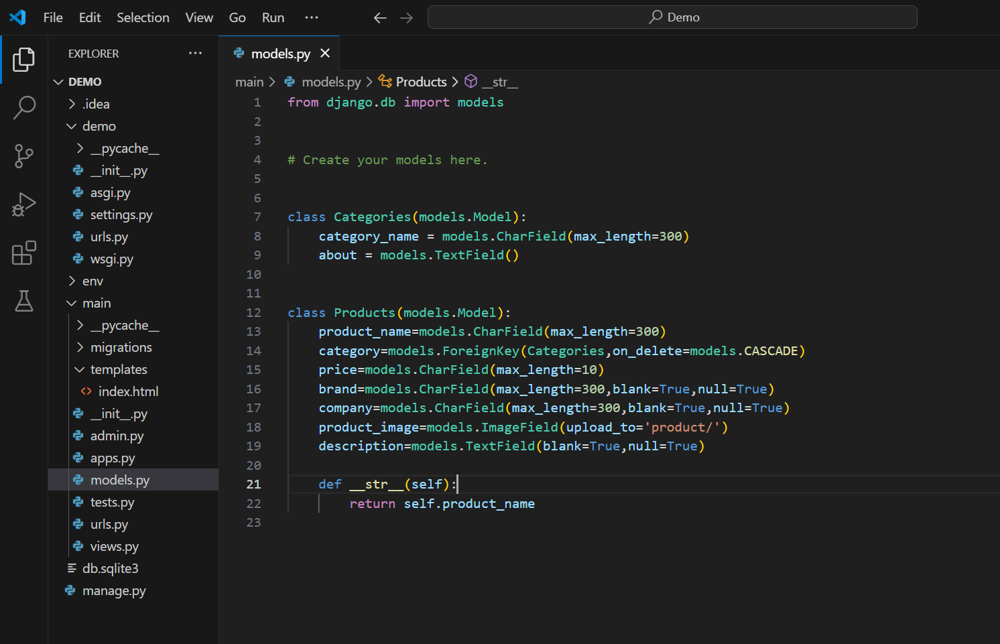 File Edit Selection View Go Run ··· Demo
EXPLORER ···
DEMO
.idea
demo
__pycache__
__init__.py
asgi.py
settings.py
urls.py
wsgi.py
env
main
__pycache__
migrations
templates
<> index.html
__init__.py
admin.py
apps.py
models.py
tests.py
urls.py
views.py
db.sqlite3
manage.py
models.py ×
main > models.py > Products > __str__
1 from django.db import models
2
3
4 # Create your models here.
5
6
7 class Categories(models.Model):
8     category_name = models.CharField(max_length=300)
9     about = models.TextField()
10
11
12 class Products(models.Model):
13     product_name=models.CharField(max_length=300)
14     category=models.ForeignKey(Categories,on_delete=models.CASCADE)
15     price=models.CharField(max_length=10)
16     brand=models.CharField(max_length=300,blank=True,null=True)
17     company=models.CharField(max_length=300,blank=True,null=True)
18     product_image=models.ImageField(upload_to='product/')
19     description=models.TextField(blank=True,null=True)
20
21     def __str__(self):
22         return self.product_name
23